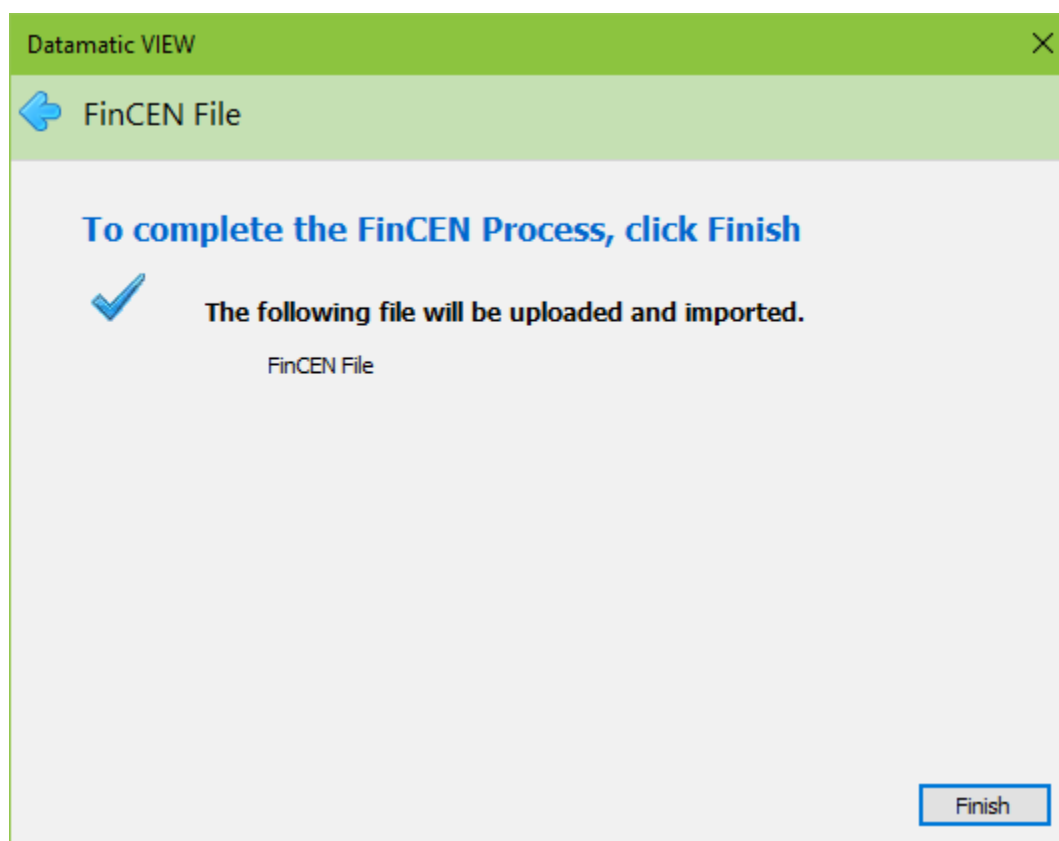 Datamatic VIEW
FinCEN File
To complete the FinCEN Process, click Finish
The following file will be uploaded and imported.
FinCEN File
Finish